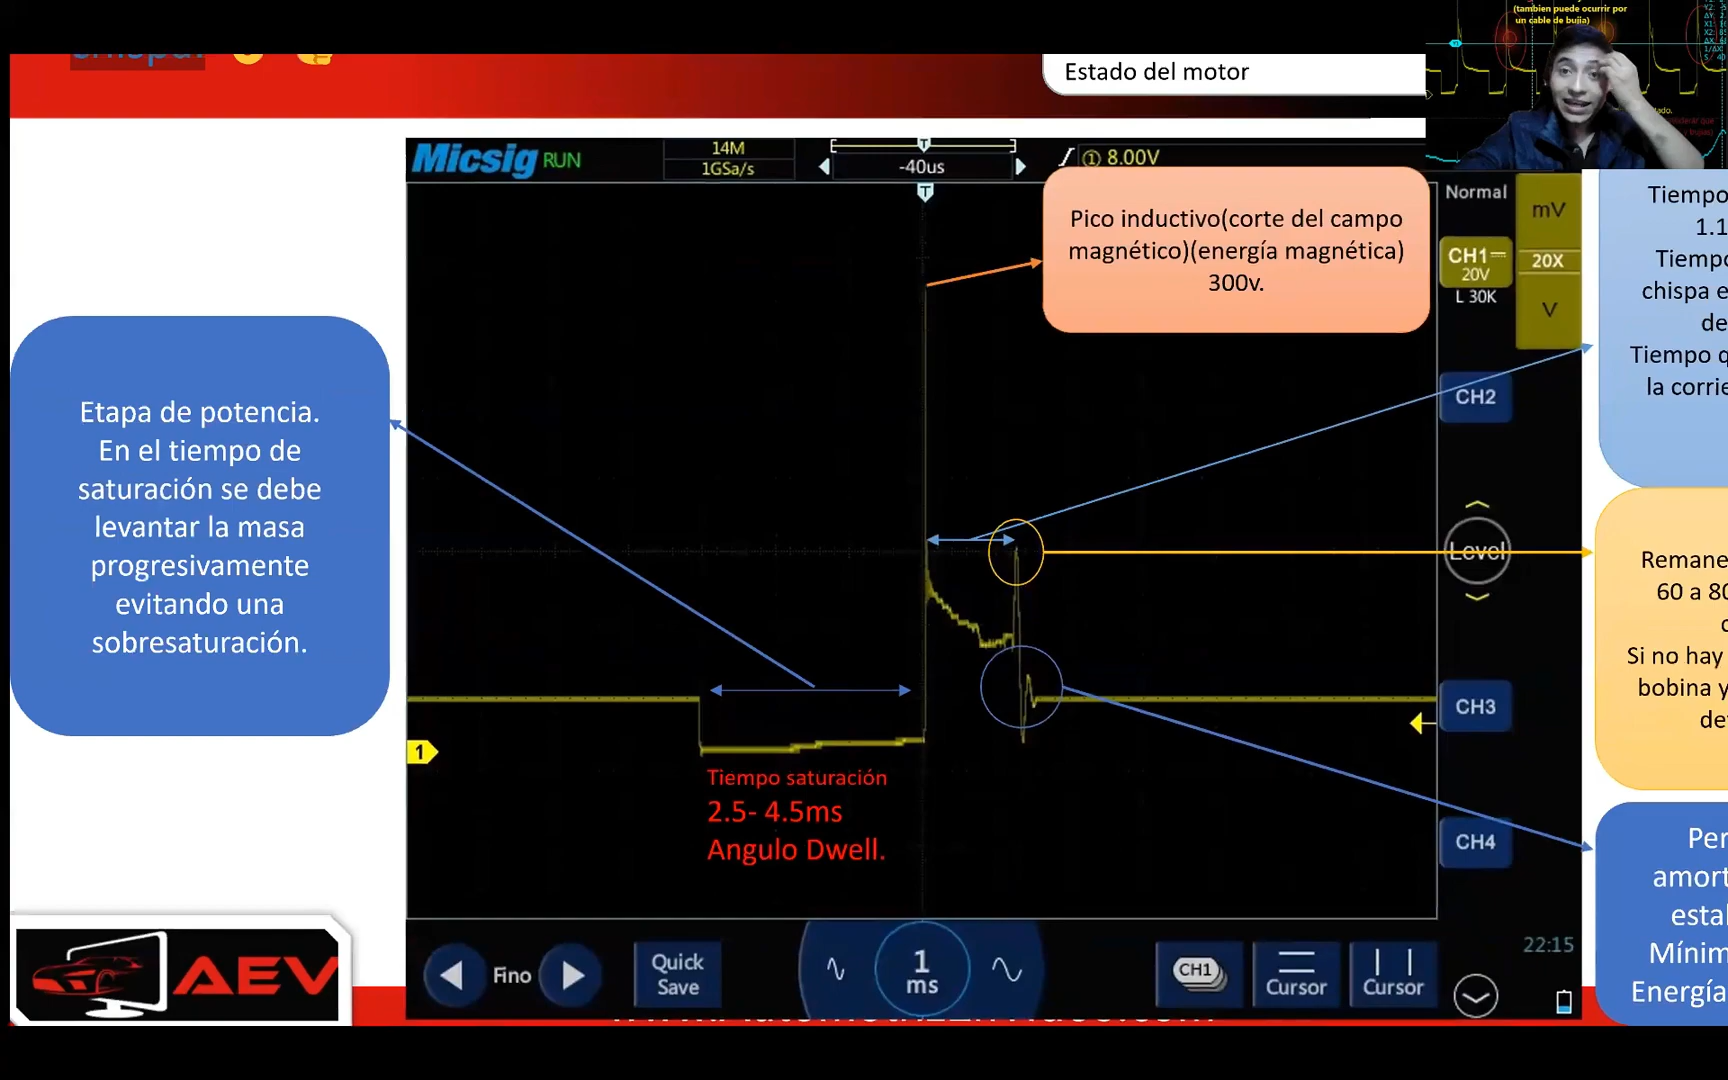 (tambien puede ocurrir por
un cable de bujia)
Estado del motor
Micsig RUN
14M
1GSa/s
-40us
① 8.00V
T
T
Normal
mV
CH1
20V
20X
L 30K
V
Pico inductivo(corte del campo
magnético)(energía magnética)
300v.
Tiempo
1.1
Tiempo
chispa e
de
Tiempo q
la corrie
CH2
Etapa de potencia.
En el tiempo de
saturación se debe
levantar la masa
progresivamente
evitando una
sobresaturación.
Level
Remane
60 a 80
Si no hay
bobina y
de
CH3
1
Tiempo saturación
2.5- 4.5ms
Angulo Dwell.
CH4
Per
amort
estal
Mínim
Energía
22:15
AEV
Fino
Quick
Save
1
ms
CH1
Cursor
Cursor